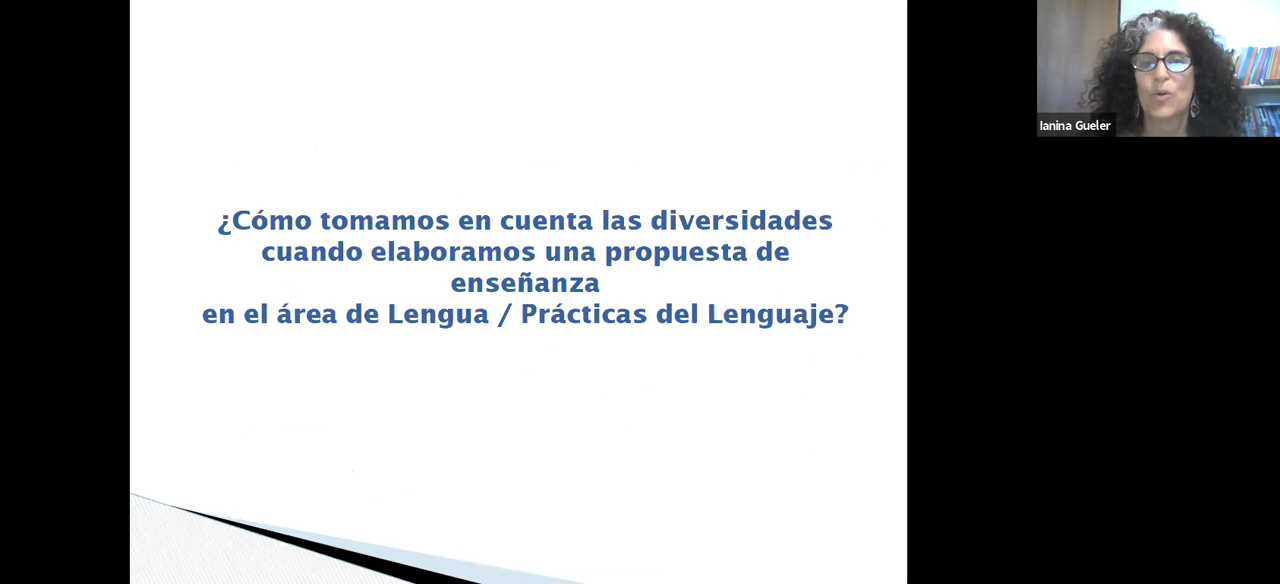 ¿Cómo tomamos en cuenta las diversidades
cuando elaboramos una propuesta de
enseñanza
en el área de Lengua / Prácticas del Lenguaje?
Ianina Gueler